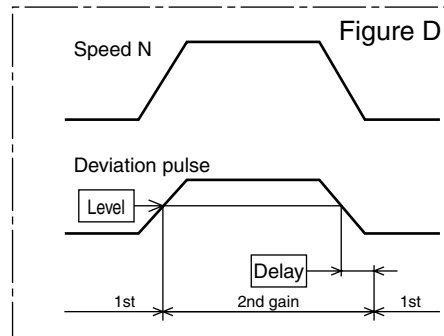 Figure D
Speed N
Deviation pulse
Level
Delay
1st 2nd gain 1st